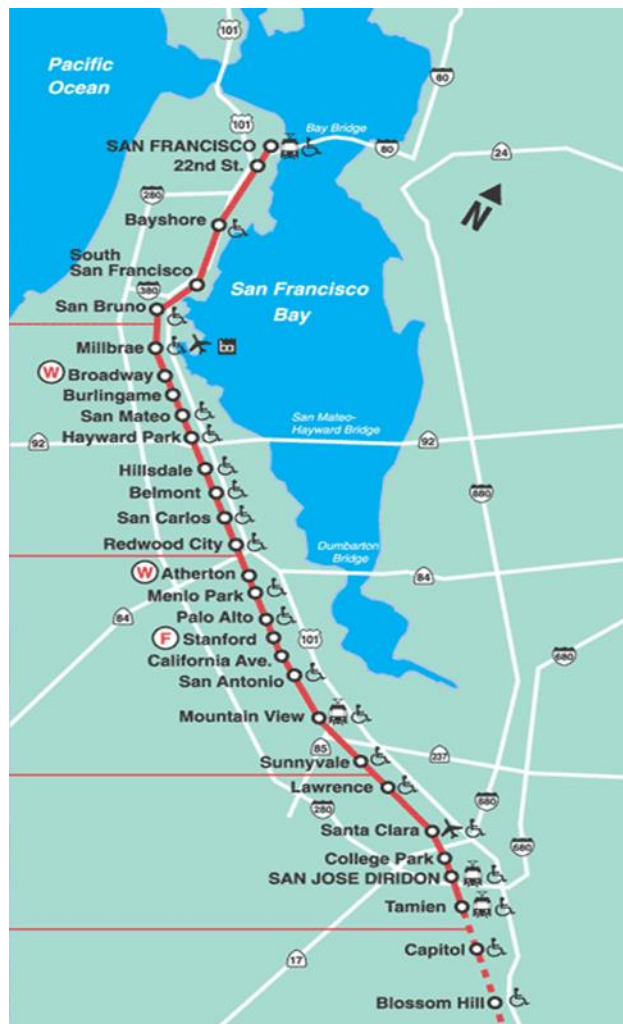 101
Pacific
Ocean
80
101
SAN FRANCISCO
Bay Bridge
80
24
22nd St.
N
280
Bayshore
South
San Francisco
380
San Bruno
San Francisco
Bay
Millbrae
W Broadway
Burlingame
San Mateo
San Mateo-
Hayward Bridge
Hayward Park
92
92
Hillsdale
Belmont
880
San Carlos
Redwood City
Dumbarton
Bridge
W Atherton
84
Menlo Park
84
Palo Alto
F Stanford
101
California Ave.
680
San Antonio
Mountain View
85
237
Sunnyvale
Lawrence
280
880
Santa Clara
680
College Park
SAN JOSE DIRIDON
Tamien
Capitol
17
Blossom Hill